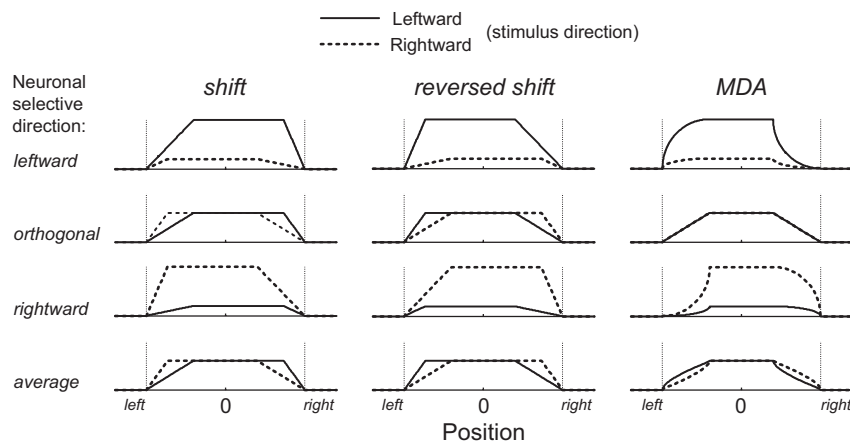 Leftward
Rightward
(stimulus direction)
Neuronal
selective
direction:
shift
reversed shift
MDA
leftward
orthogonal
rightward
average
left 0 right
left 0 right
left 0 right
Position